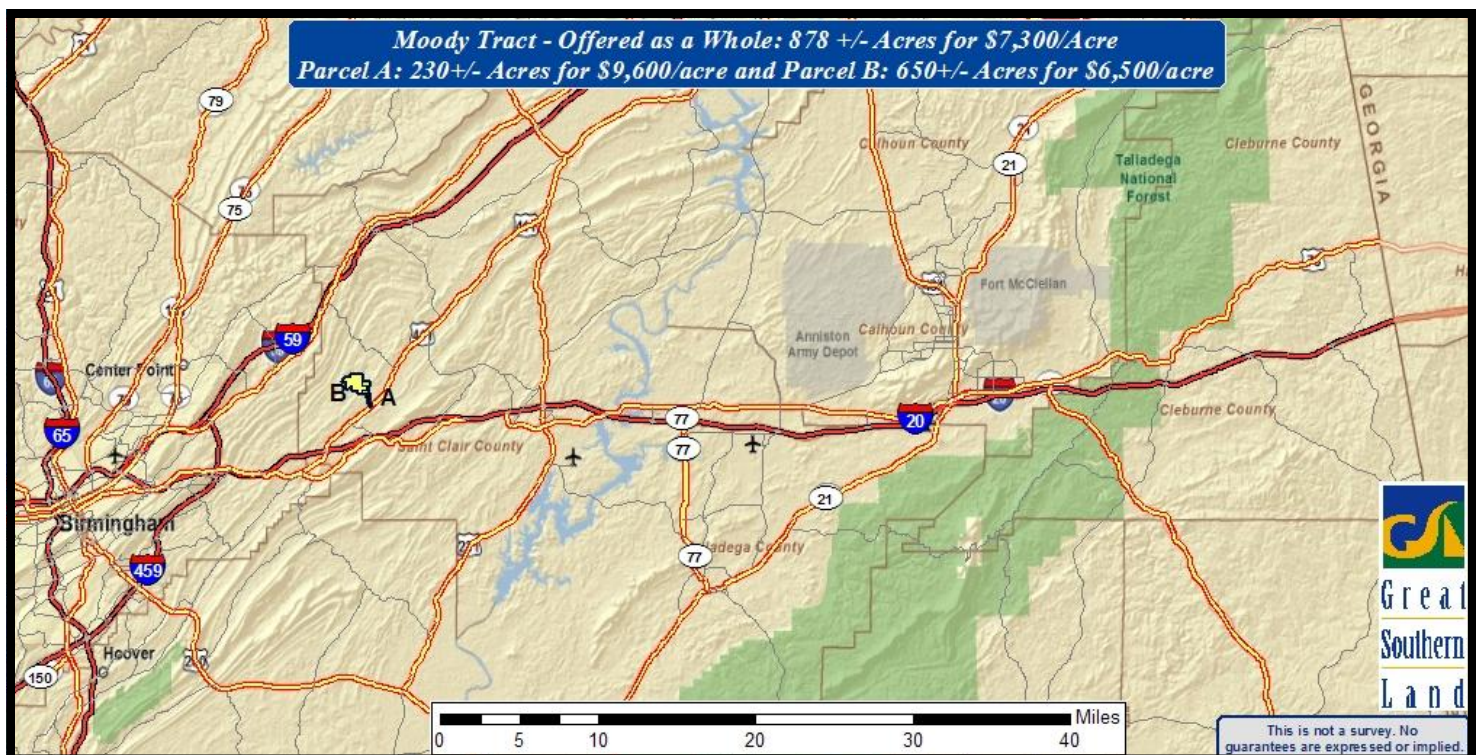 Moody Tract - Offered as a Whole: 878 +/- Acres for $7,300/Acre
Parcel A: 230+/- Acres for $9,600/acre and Parcel B: 650+/- Acres for $6,500/acre
79
GEORGIA
Calhoun County
Cleburne County
21
Talladega
National
Forest
75
Fort McClellan
59
Anniston
Army Depot
Calhoun County
Center Point
B
A
65
77
20
Cleburne County
Saint Clair County
77
21
Birmingham
77
459
Hoover
150
Great
Southern
Land
Miles
0 5 10 20 30 40
This is not a survey. No
guarantees are expressed or implied.